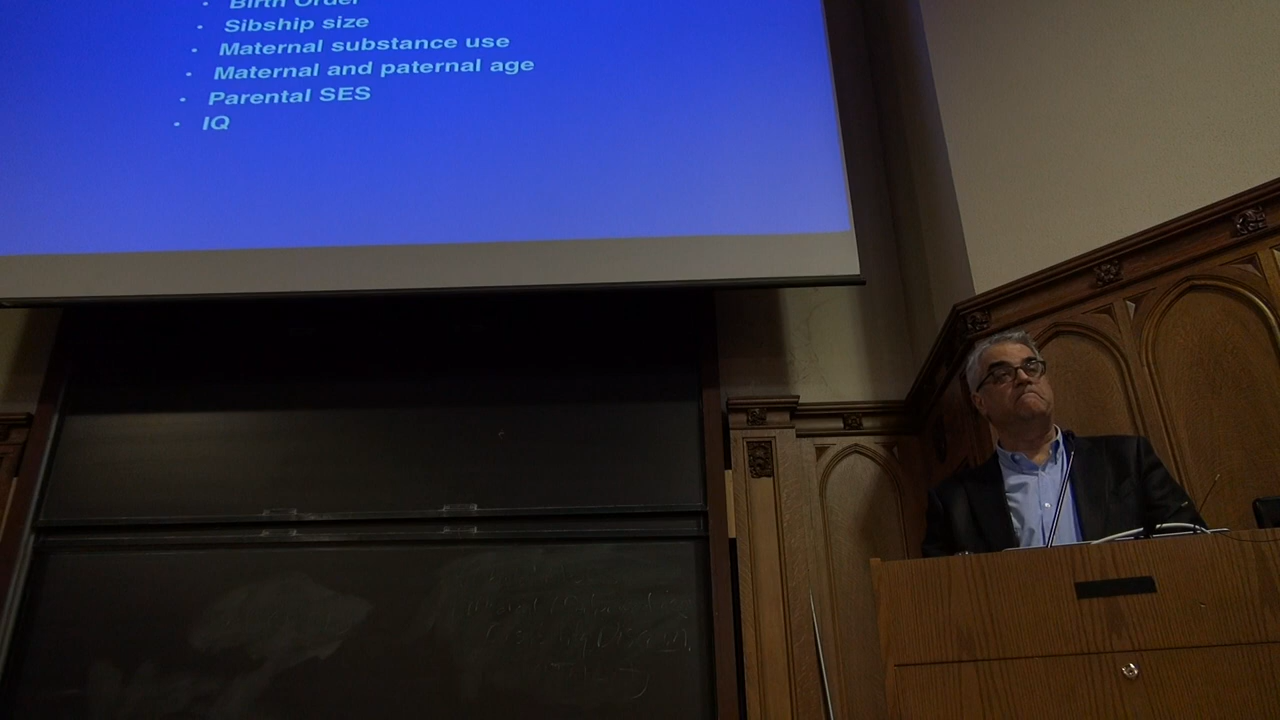 • Birth Order
• Sibship size
• Maternal substance use
• Maternal and paternal age
• Parental SES
• IQ